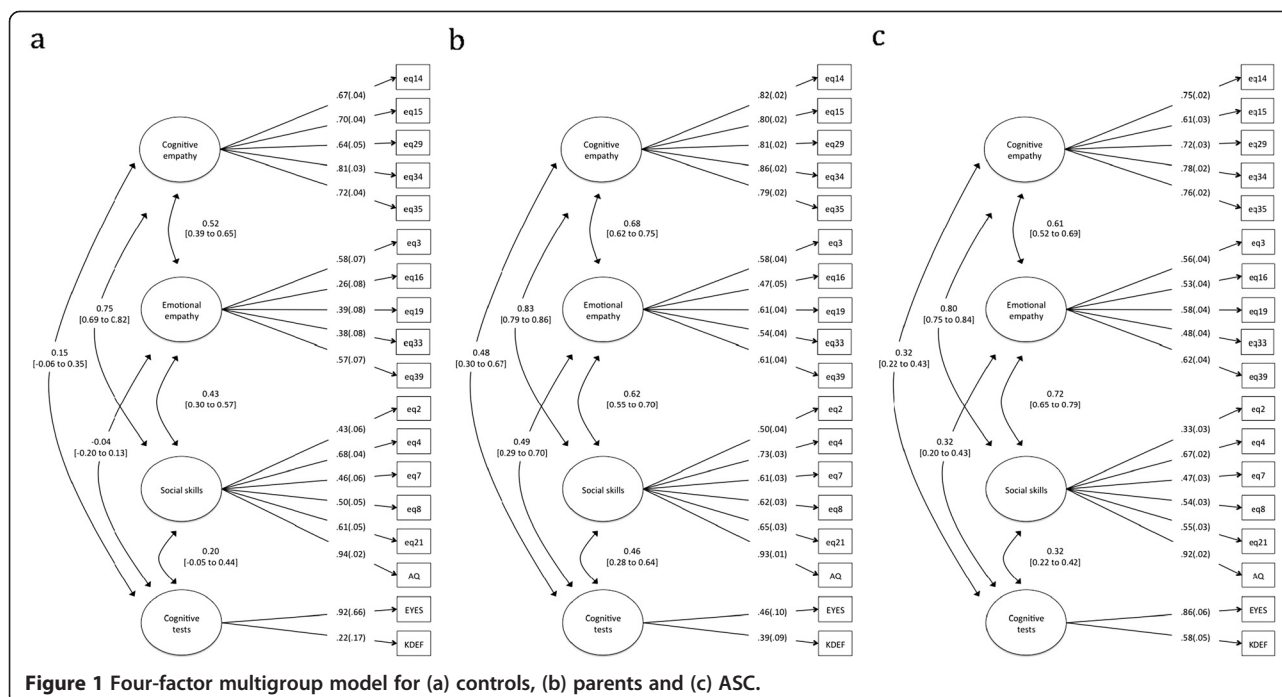 a
b
c
Cognitive
empathy
Emotional
empathy
Social skills
Cognitive
tests
0.52
[0.39 to 0.65]
0.75
[0.69 to 0.82]
0.15
[-0.06 to 0.35]
0.43
[0.30 to 0.57]
-0.04
[-0.20 to 0.13]
0.20
[-0.05 to 0.44]
.67(.04)
eq14
.70(.04)
eq15
.64(.05)
eq29
.81(.03)
eq34
.72(.04)
eq35
.58(.07)
eq3
.26(.08)
eq16
.39(.08)
eq19
.38(.08)
eq33
.57(.07)
eq39
.43(.06)
eq2
.68(.04)
eq4
.46(.06)
eq7
.50(.05)
eq8
.61(.05)
eq21
.94(.02)
AQ
.92(.66)
EYES
.22(.17)
KDEF
Cognitive
empathy
Emotional
empathy
Social skills
Cognitive
tests
0.68
[0.62 to 0.75]
0.83
[0.79 to 0.86]
0.48
[0.30 to 0.67]
0.62
[0.55 to 0.70]
0.49
[0.29 to 0.70]
0.46
[0.28 to 0.64]
.82(.02)
eq14
.80(.02)
eq15
.81(.02)
eq29
.86(.02)
eq34
.79(.02)
eq35
.58(.04)
eq3
.47(.05)
eq16
.61(.04)
eq19
.54(.04)
eq33
.61(.04)
eq39
.50(.04)
eq2
.73(.03)
eq4
.61(.03)
eq7
.62(.03)
eq8
.65(.03)
eq21
.93(.01)
AQ
.46(.10)
EYES
.39(.09)
KDEF
Cognitive
empathy
Emotional
empathy
Social skills
Cognitive
tests
0.61
[0.52 to 0.69]
0.80
[0.75 to 0.84]
0.32
[0.22 to 0.43]
0.72
[0.65 to 0.79]
0.32
[0.20 to 0.43]
0.32
[0.22 to 0.42]
.75(.02)
eq14
.61(.03)
eq15
.72(.03)
eq29
.78(.02)
eq34
.76(.02)
eq35
.56(.04)
eq3
.53(.04)
eq16
.58(.04)
eq19
.48(.04)
eq33
.62(.04)
eq39
.33(.03)
eq2
.67(.02)
eq4
.47(.03)
eq7
.54(.03)
eq8
.55(.03)
eq21
.92(.02)
AQ
.86(.06)
EYES
.58(.05)
KDEF
Figure 1 Four-factor multigroup model for (a) controls, (b) parents and (c) ASC.